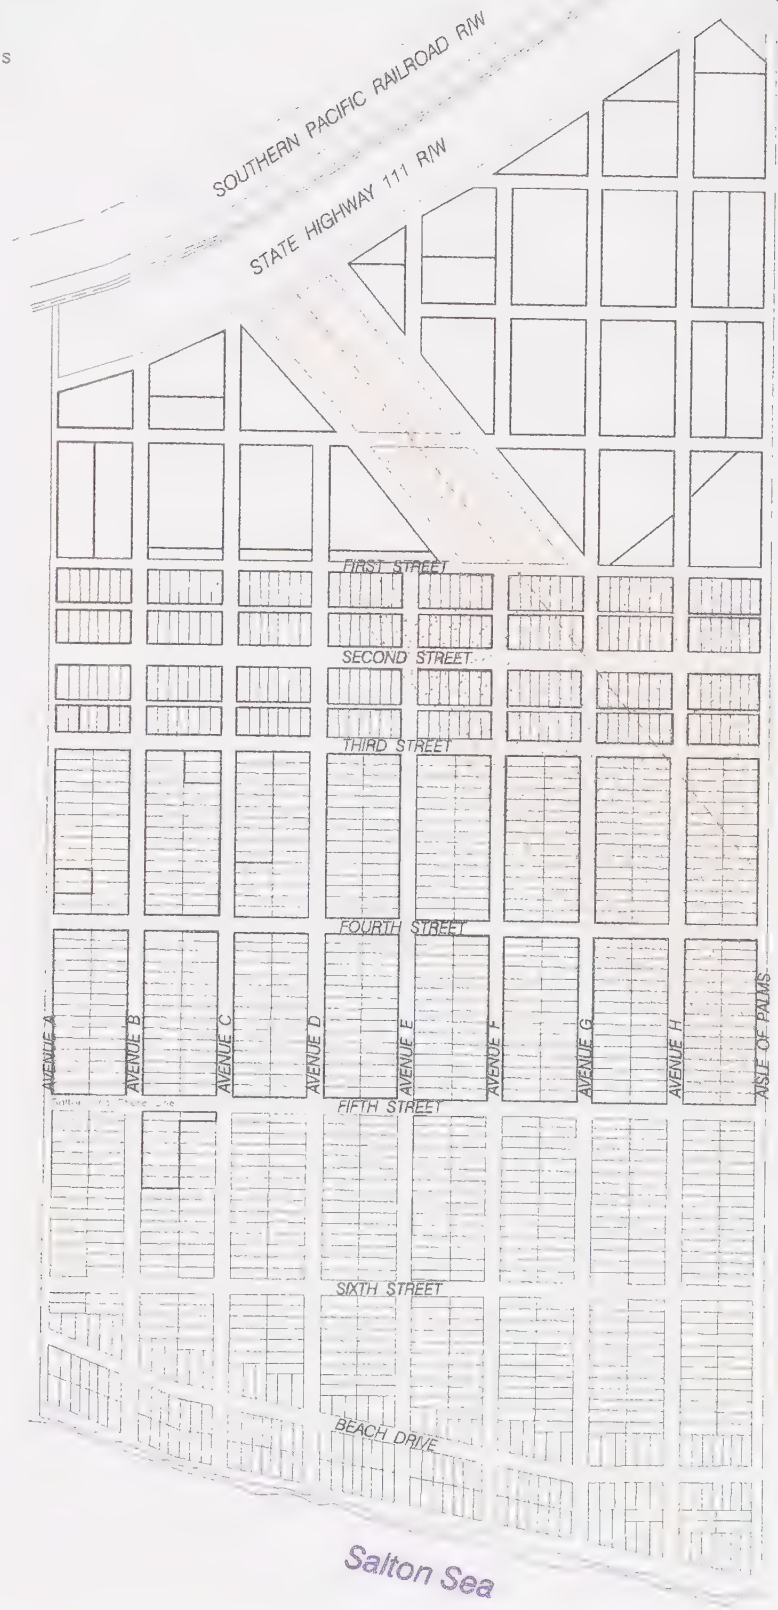 s
SOUTHERN PACIFIC RAILROAD R/W
STATE HIGHWAY 111 R/W
FIRST STREET
SECOND STREET
THIRD STREET
FOURTH STREET
AVENUE A
AVENUE B
AVENUE C
AVENUE D
AVENUE E
AVENUE F
AVENUE G
AVENUE H
AISLE OF PALMS
FIFTH STREET
SIXTH STREET
BEACH DRIVE
Salton Sea